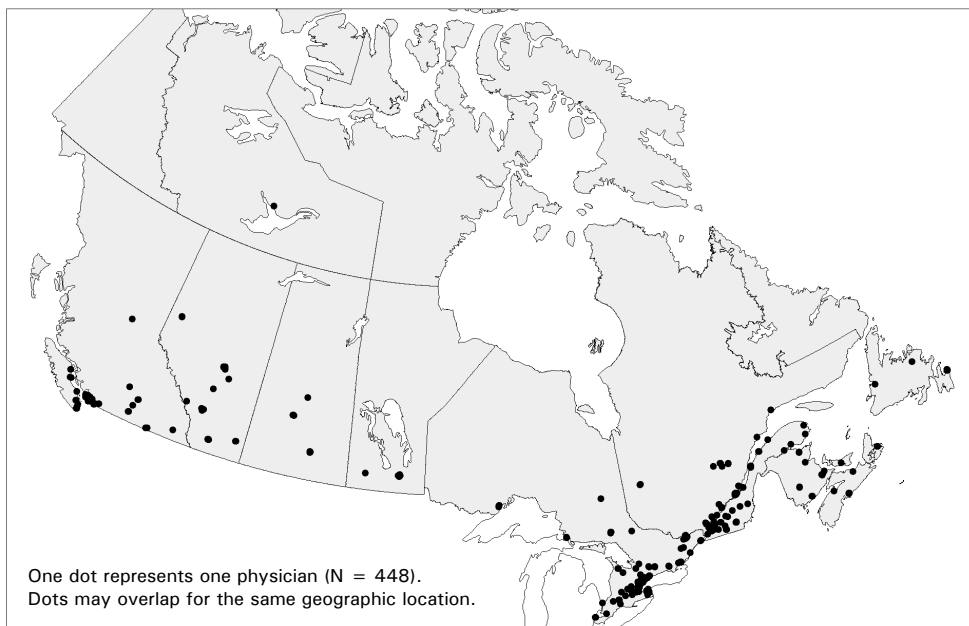 One dot represents one physician (N = 448).
Dots may overlap for the same geographic location.